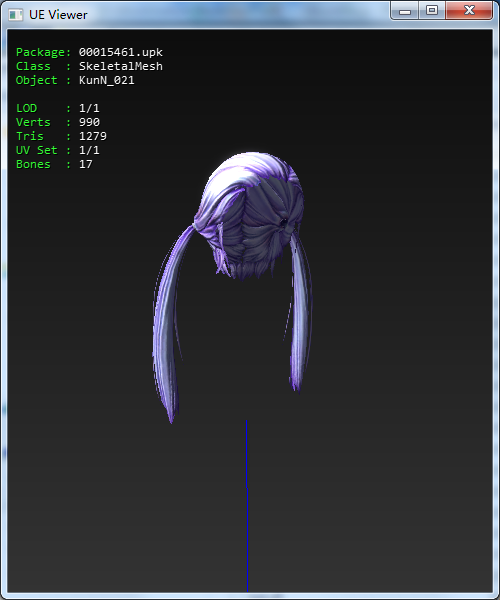 UE Viewer
Package: 00015461.upk
Class : SkeletalMesh
Object : KunN_021
LOD : 1/1
Verts : 990
Tris : 1279
UV Set : 1/1
Bones : 17